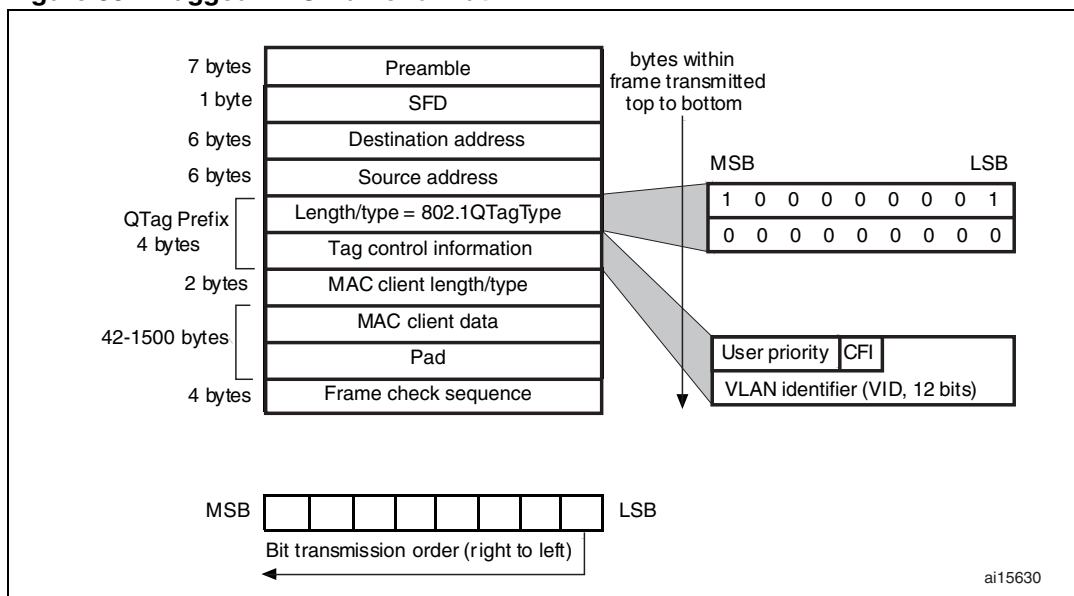 7 bytes Preamble
1 byte SFD
6 bytes Destination address
6 bytes Source address
QTag Prefix
4 bytes
Length/type = 802.1QTagType
Tag control information
2 bytes MAC client length/type
42-1500 bytes
MAC client data
Pad
4 bytes Frame check sequence
bytes within
frame transmitted
top to bottom
MSB LSB
1 0 0 0 0 0 0 0 1
0 0 0 0 0 0 0 0 0
User priority CFI
VLAN identifier (VID, 12 bits)
MSB LSB
Bit transmission order (right to left)
ai15630